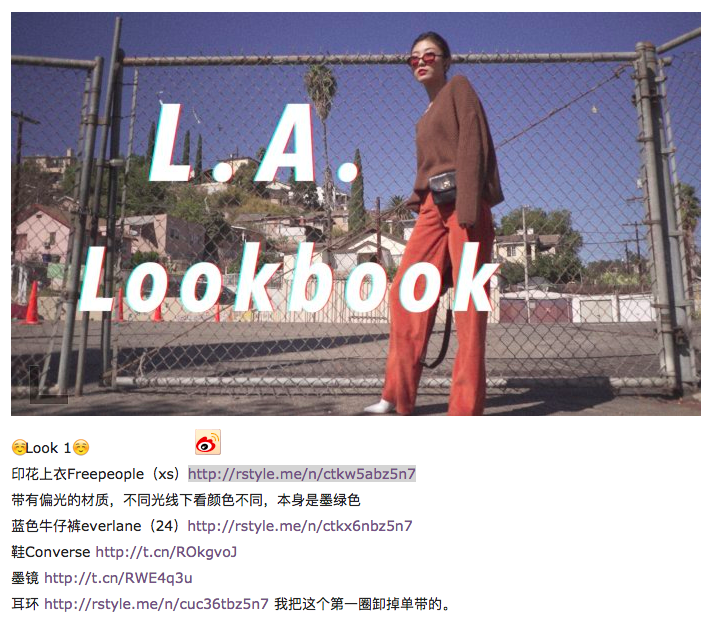 L.A.
Lookbook
😊Look 1😊
印花上衣Freepeople（xs）http://rstyle.me/n/ctkw5abz5n7
带有偏光的材质，不同光线下看颜色不同，本身是墨绿色
蓝色牛仔裤everlane（24）http://rstyle.me/n/ctkx6nbz5n7
鞋Converse http://t.cn/ROkgvoJ
墨镜 http://t.cn/RWE4q3u
耳环 http://rstyle.me/n/cuc36tbz5n7 我把这个第一圈卸掉单带的。